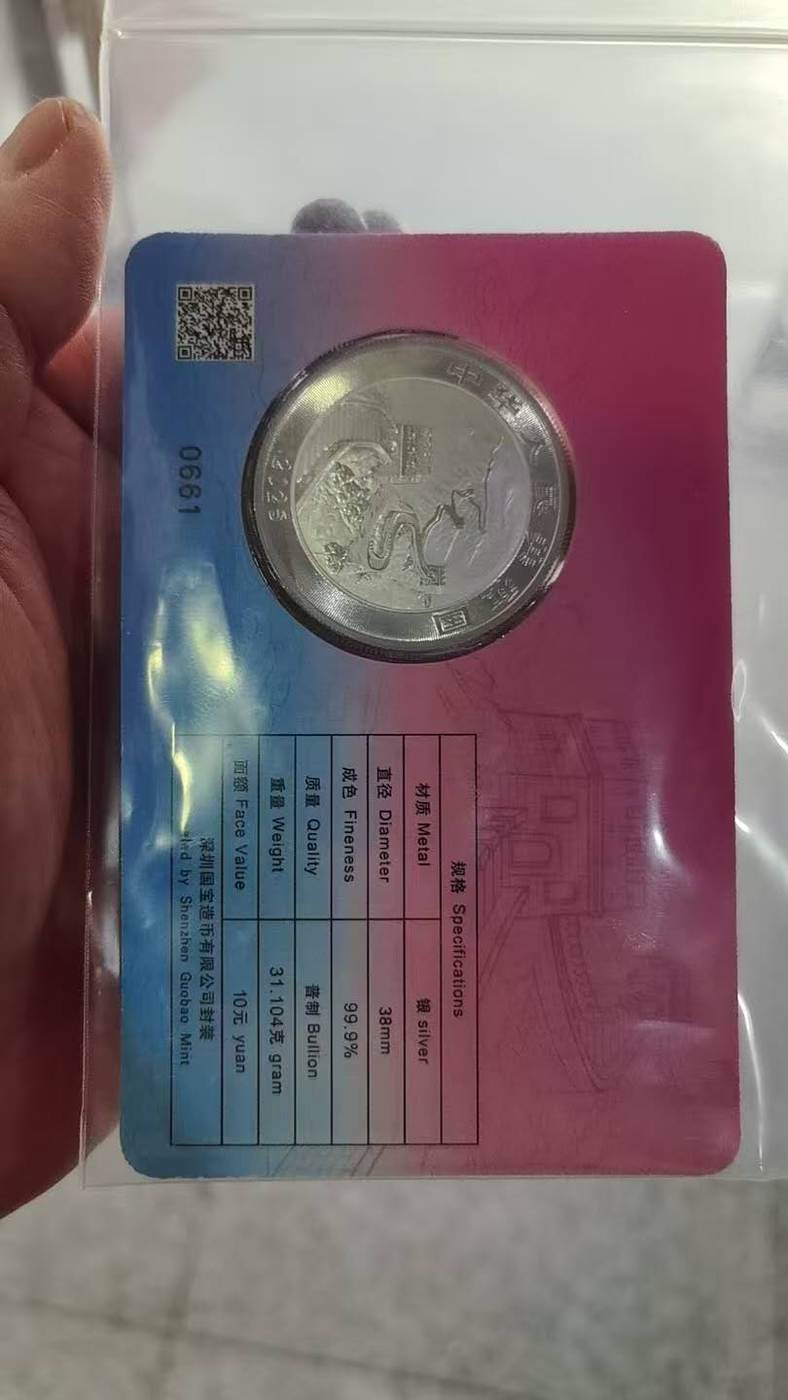 中华人民共和国
2025
0661
规格 Specifications
材质 Metal 银 silver
直径 Diameter 38mm
成色 Fineness 99.9%
质量 Quality 普制 Bullion
重量 Weight 31.104克 gram
面额 Face Value 10元 yuan
深圳国宝造币有限公司封装
by Shenzhen Guobao Mint